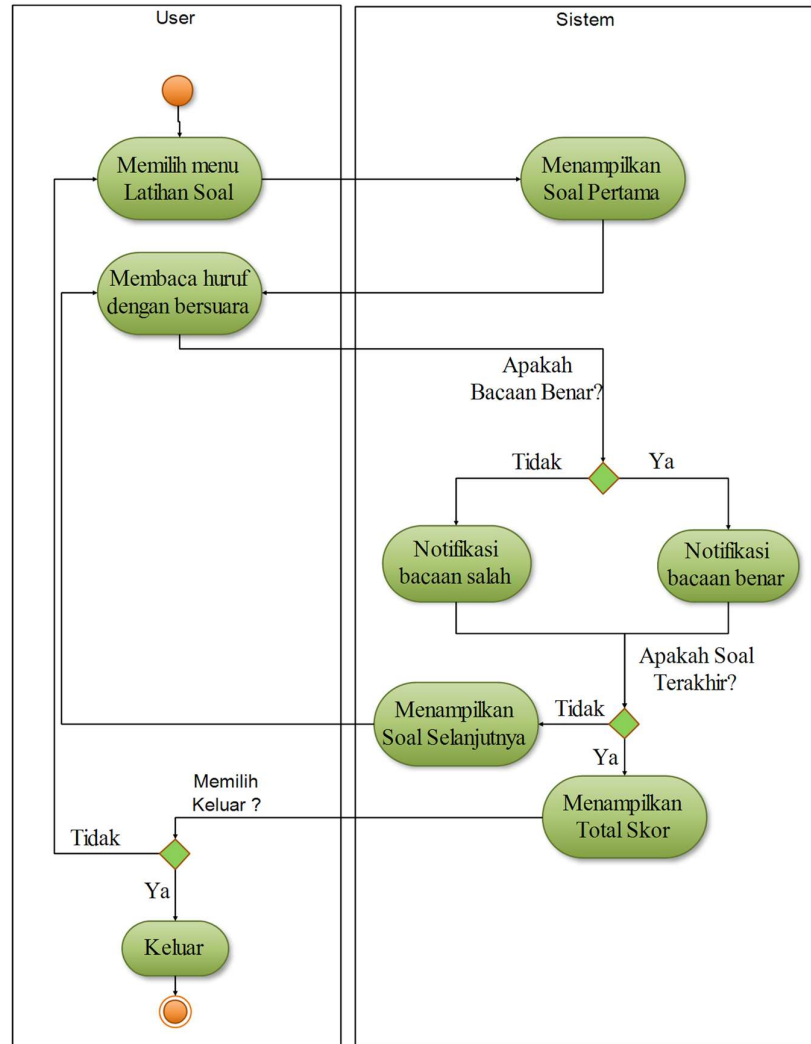 User
Sistem
Memilih menu
Latihan Soal
Menampilkan
Soal Pertama
Membaca huruf
dengan bersuara
Apakah
Bacaan Benar?
Tidak
Ya
Notifikasi
bacaan salah
Notifikasi
bacaan benar
Apakah Soal
Terakhir?
Menampilkan
Soal Selanjutnya
Tidak
Ya
Menampilkan
Total Skor
Memilih
Keluar ?
Tidak
Ya
Keluar